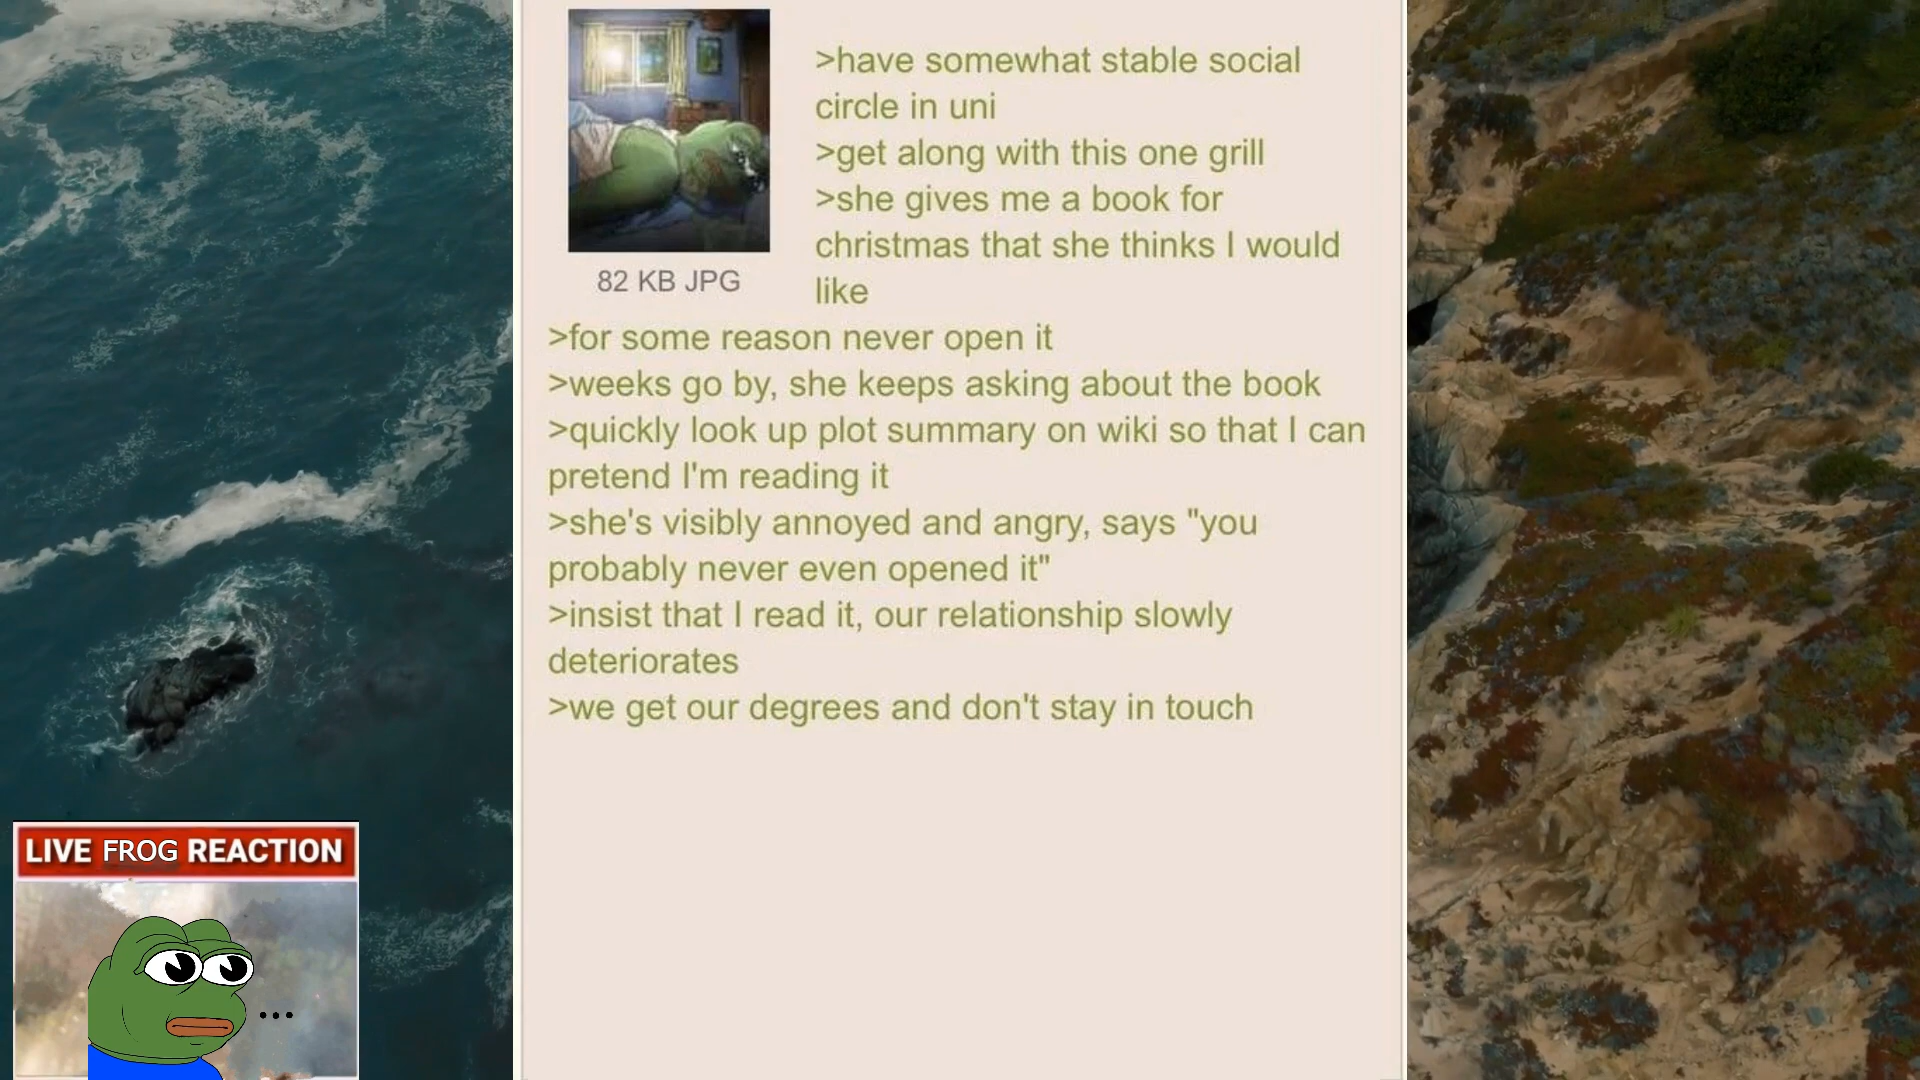 >have somewhat stable social
circle in uni
>get along with this one grill
>she gives me a book for
christmas that she thinks I would
like
82 KB JPG
>for some reason never open it
>weeks go by, she keeps asking about the book
>quickly look up plot summary on wiki so that I can
pretend I'm reading it
>she's visibly annoyed and angry, says "you
probably never even opened it"
>insist that I read it, our relationship slowly
deteriorates
>we get our degrees and don't stay in touch
LIVE FROG REACTION
...